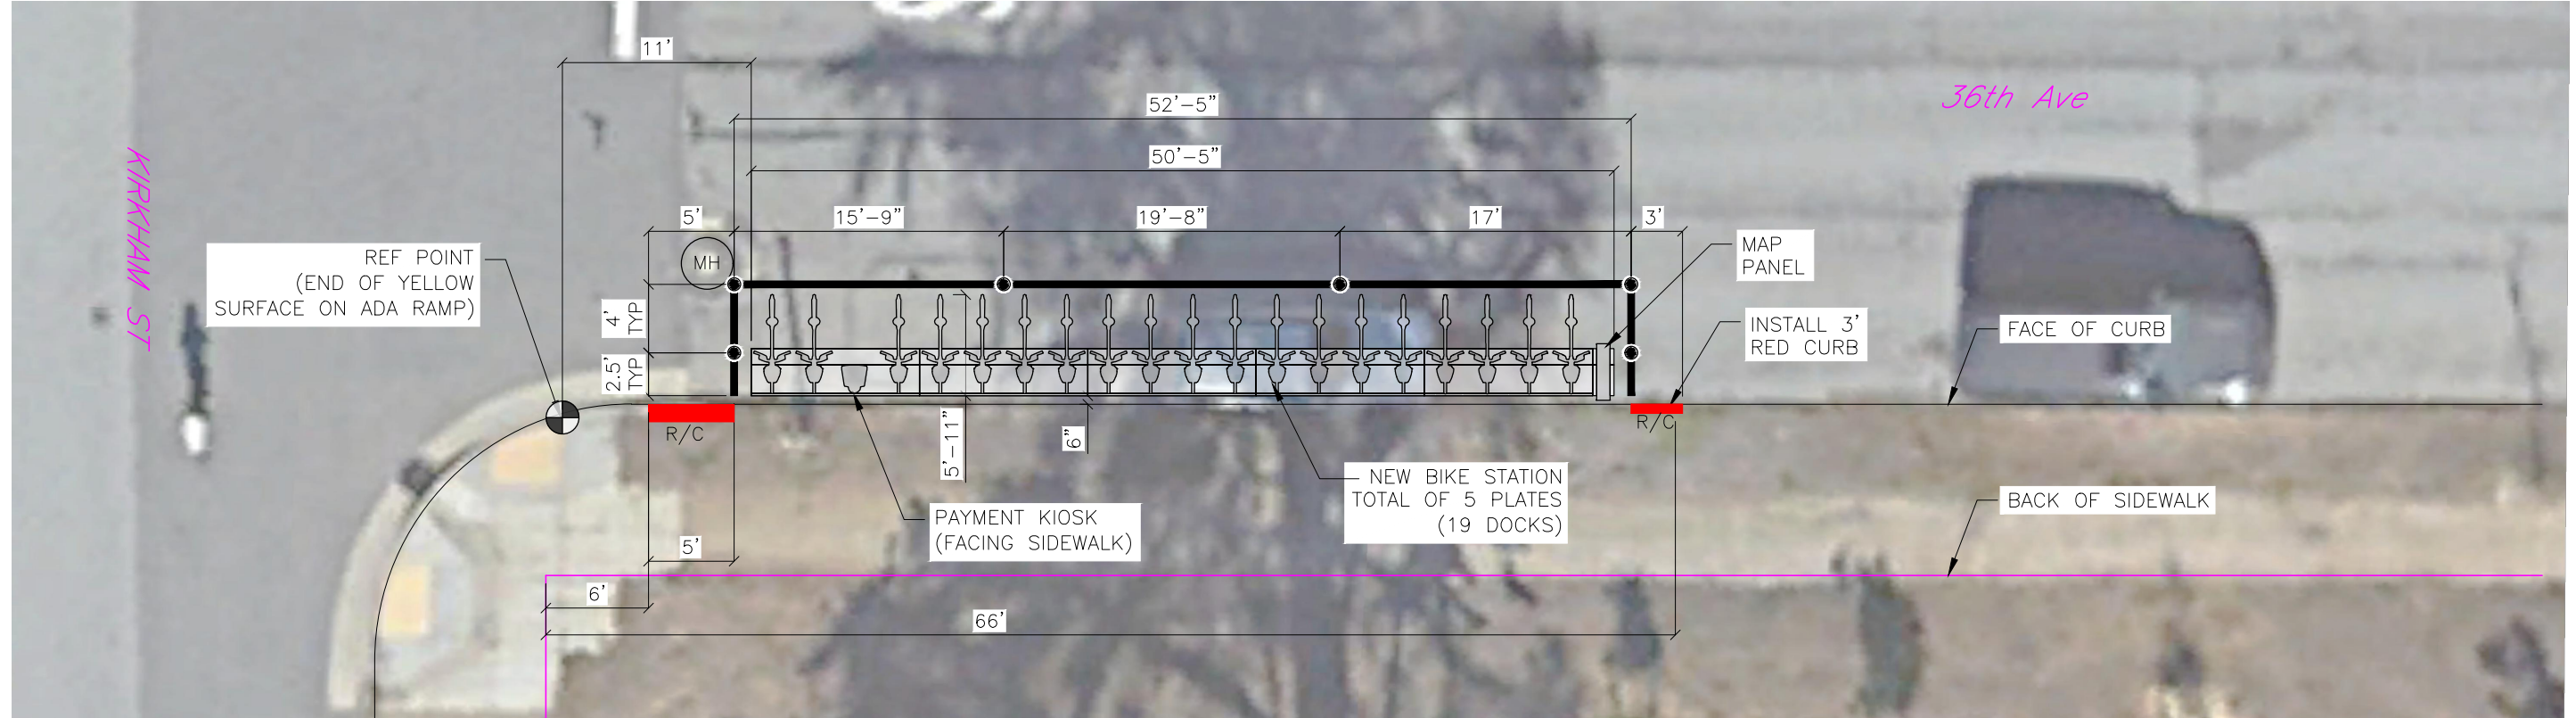 11'
52'-5"
36th Ave
50'-5"
5'
15'-9"
19'-8"
17'
3'
KIRKHAM ST
REF POINT
(END OF YELLOW
SURFACE ON ADA RAMP)
MH
MAP
PANEL
4'
TYP
2.5'
TYP
INSTALL 3'
RED CURB
FACE OF CURB
R/C
R/C
5'-11"
6"
NEW BIKE STATION
TOTAL OF 5 PLATES
(19 DOCKS)
PAYMENT KIOSK
(FACING SIDEWALK)
BACK OF SIDEWALK
5'
6'
66'